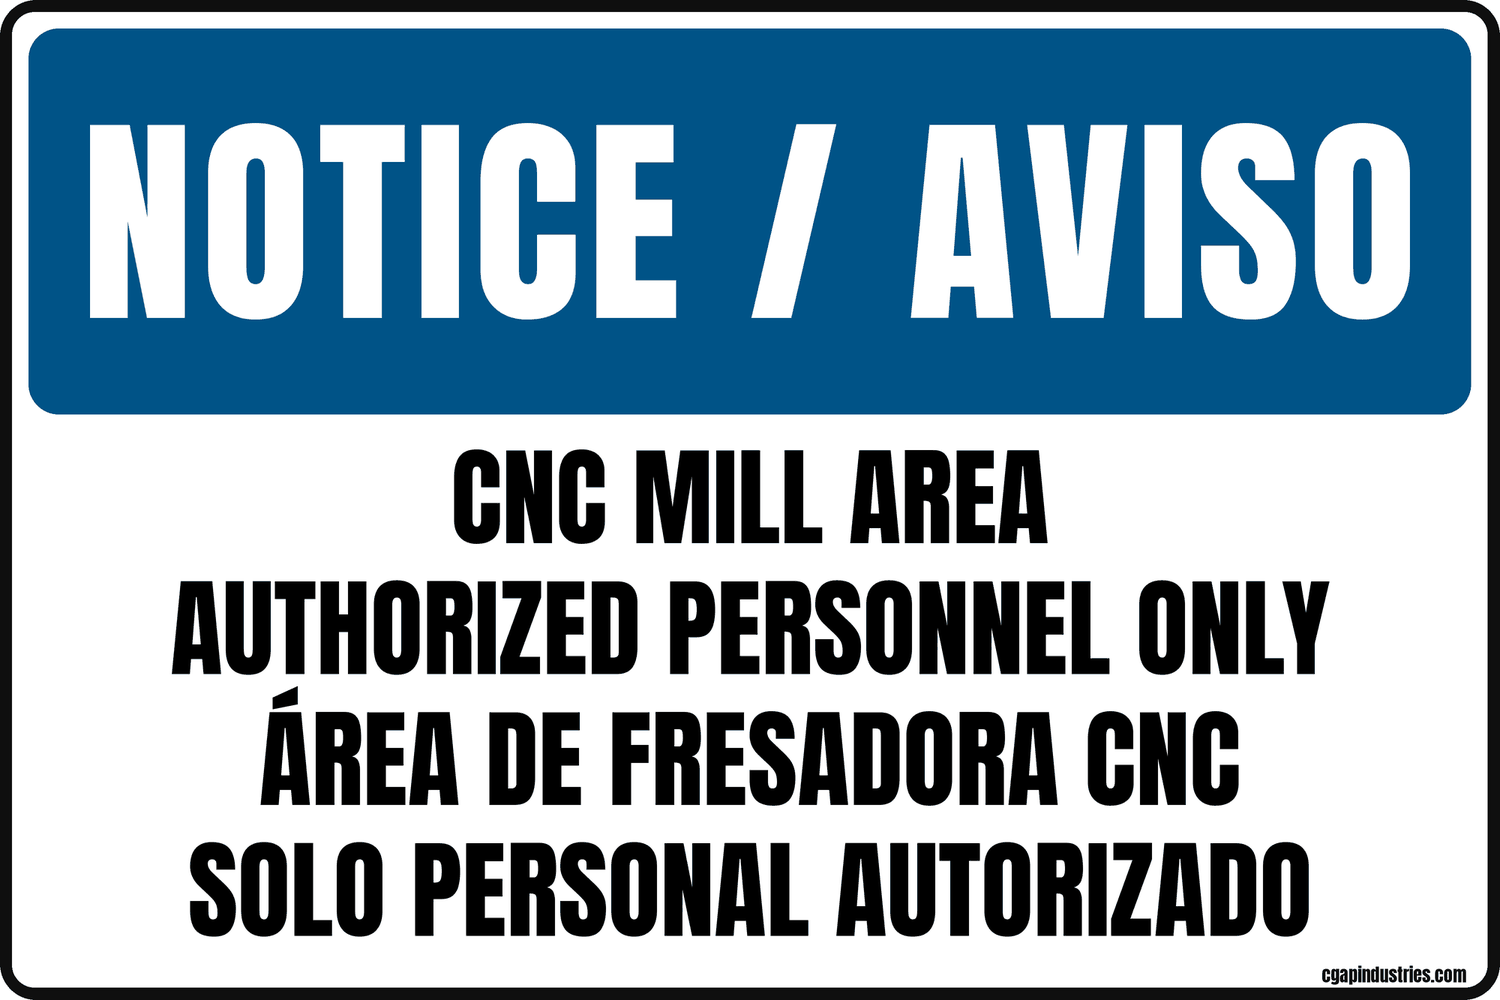 NOTICE / AVISO
CNC MILL AREA
AUTHORIZED PERSONNEL ONLY
ÁREA DE FRESADORA CNC
SOLO PERSONAL AUTORIZADO
cgapindustries.com